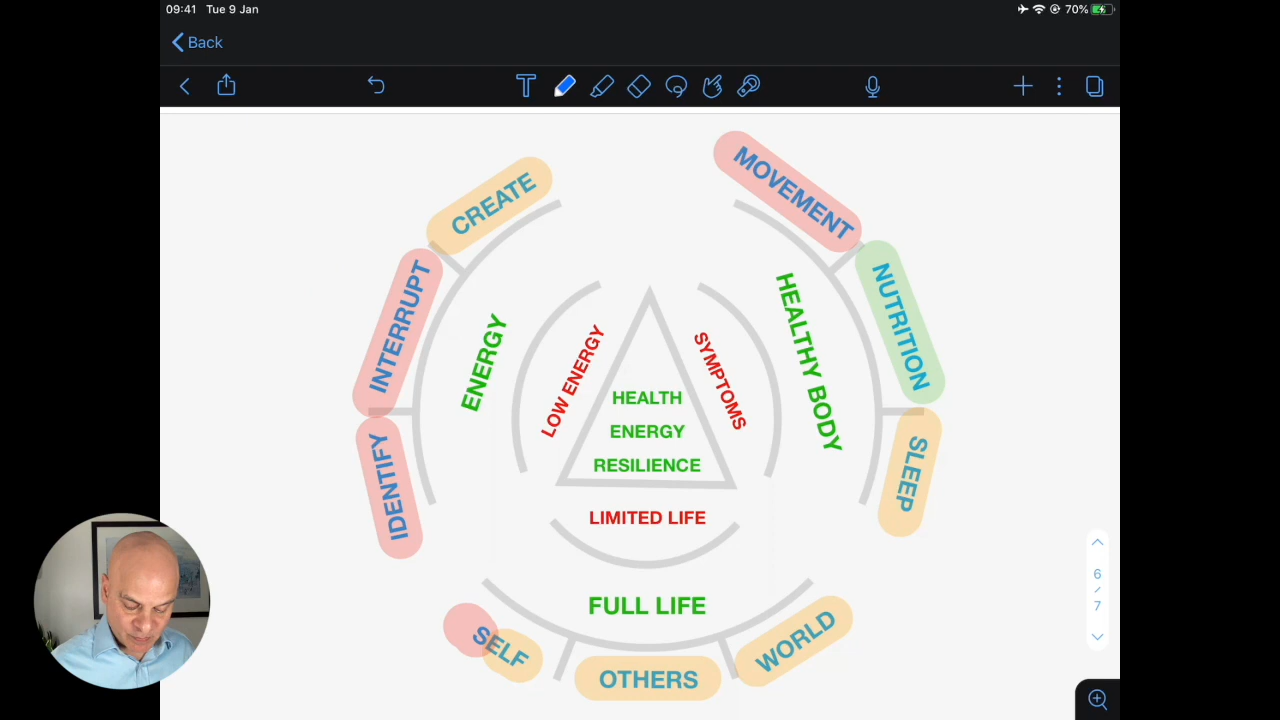 09:41 Tue 9 Jan
70%
Back
T
CREATE
MOVEMENT
INTERRUPT
NUTRITION
ENERGY
HEALTHY BODY
LOW ENERGY
SYMPTOMS
HEALTH
ENERGY
RESILIENCE
IDENTIFY
SLEEP
LIMITED LIFE
FULL LIFE
SELF
OTHERS
WORLD
6
/
7